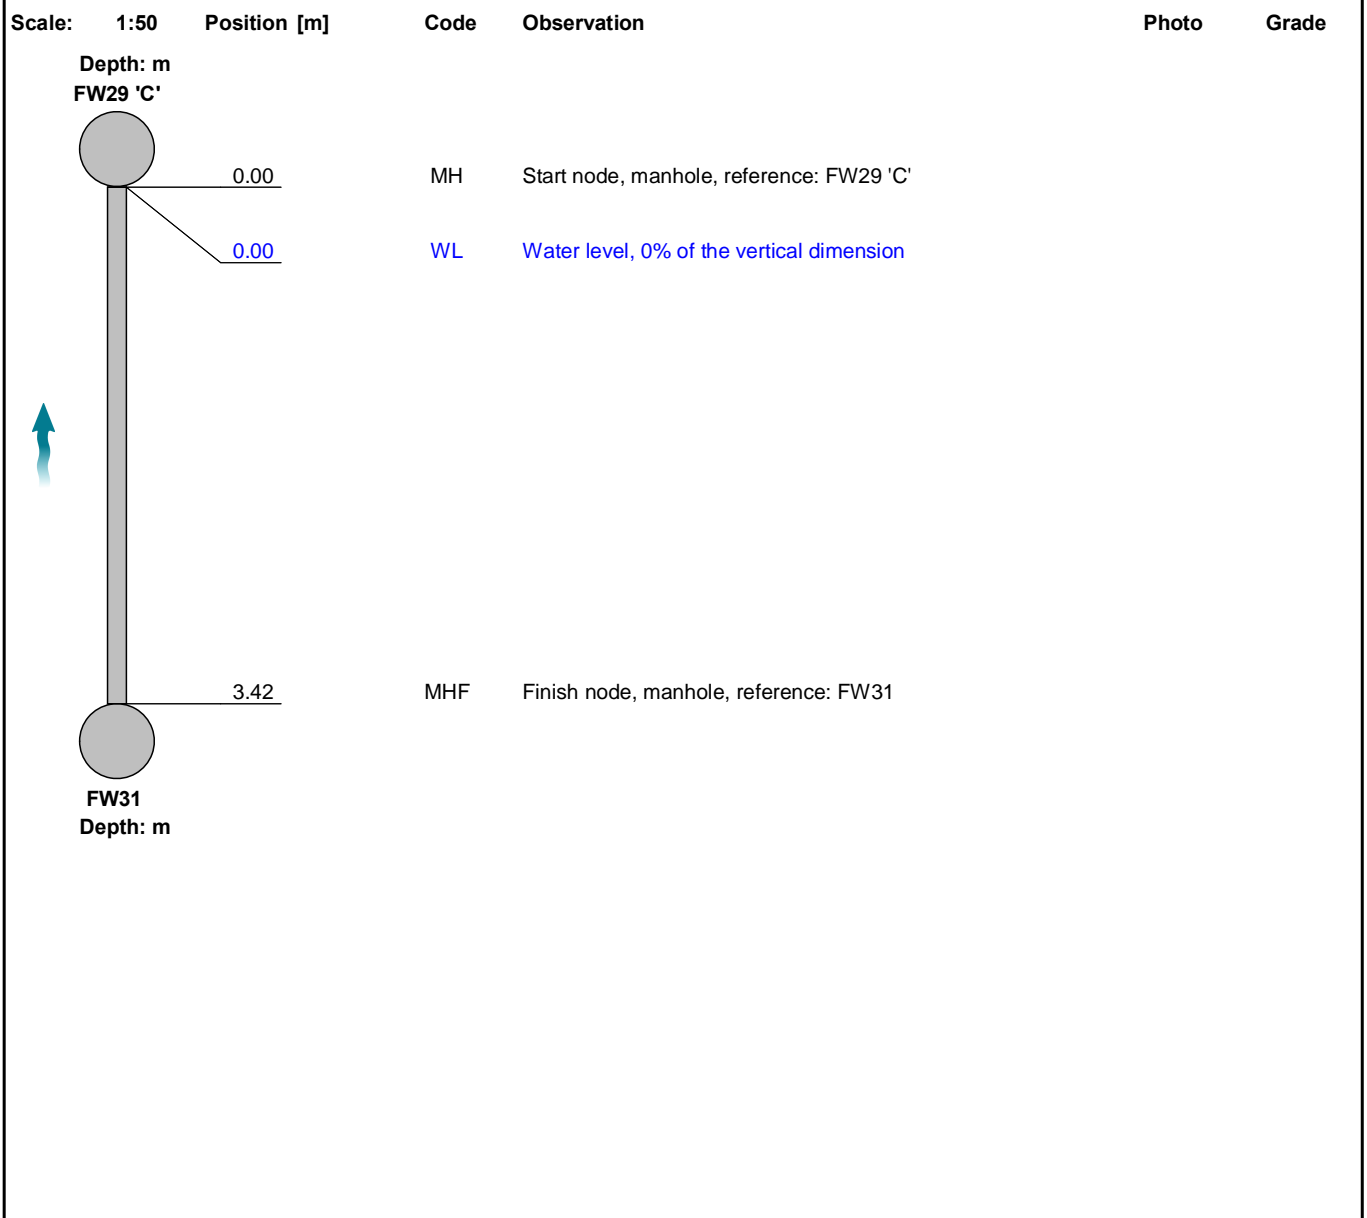 Scale: 1:50 Position [m] Code Observation Photo Grade
Depth: m
FW29 'C'
0.00 MH Start node, manhole, reference: FW29 'C'
0.00 WL Water level, 0% of the vertical dimension
3.42 MHF Finish node, manhole, reference: FW31
FW31
Depth: m